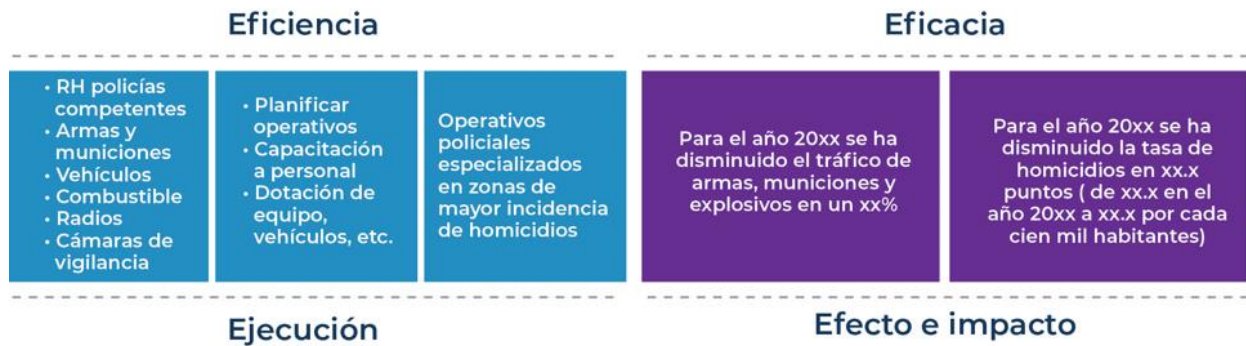 Eficiencia
Eficacia
• RH policías
competentes
• Armas y
municiones
• Vehículos
• Combustible
• Radios
• Cámaras de
vigilancia
• Planificar
operativos
• Capacitación
a personal
• Dotación de
equipo,
vehículos, etc.
Operativos
policiales
especializados
en zonas de
mayor incidencia
de homicidios
Para el año 20xx se ha
disminuido el tráfico de
armas, municiones y
explosivos en un xx%
Para el año 20xx se ha
disminuido la tasa de
homicidios en xx.x
puntos ( de xx.x en el
año 20xx a xx.x por cada
cien mil habitantes)
Ejecución
Efecto e impacto